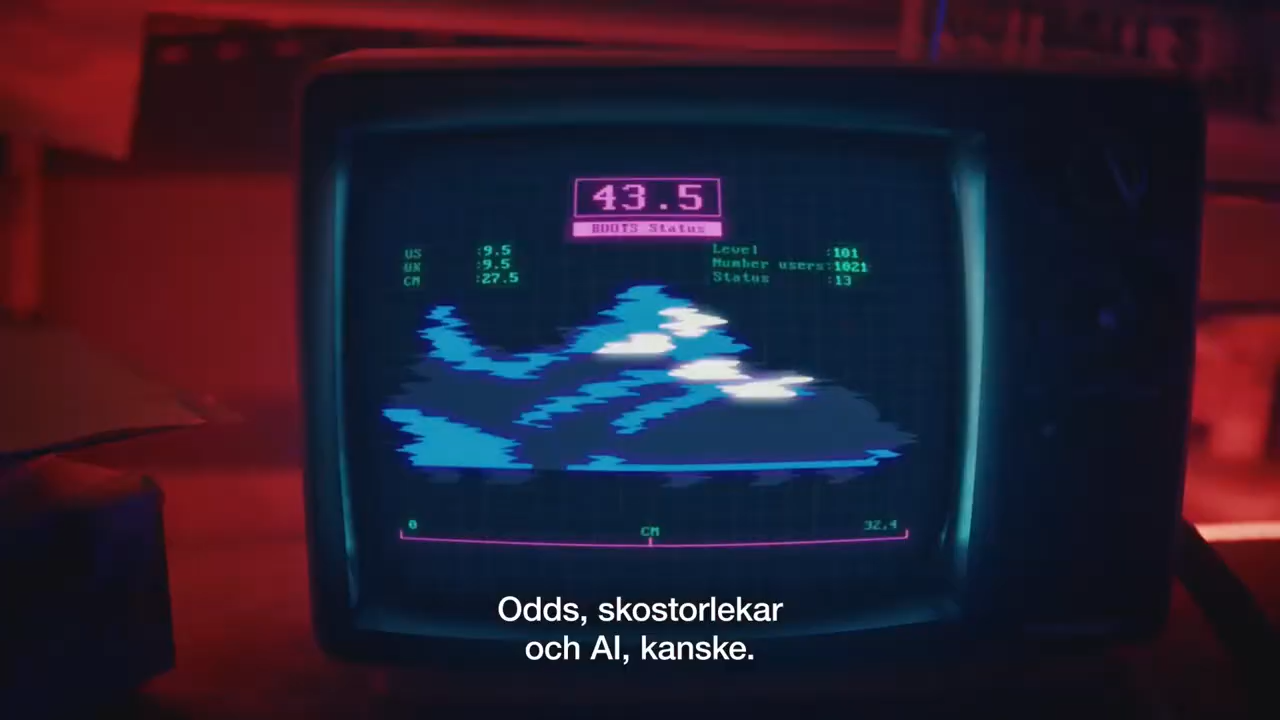 43.5
BOOTS Status
US :9.5
UK :9.5
CM :27.5
Level :101
Number users:1021
Status :13
0
CM
32,4
Odds, skostorlekar
och AI, kanske.